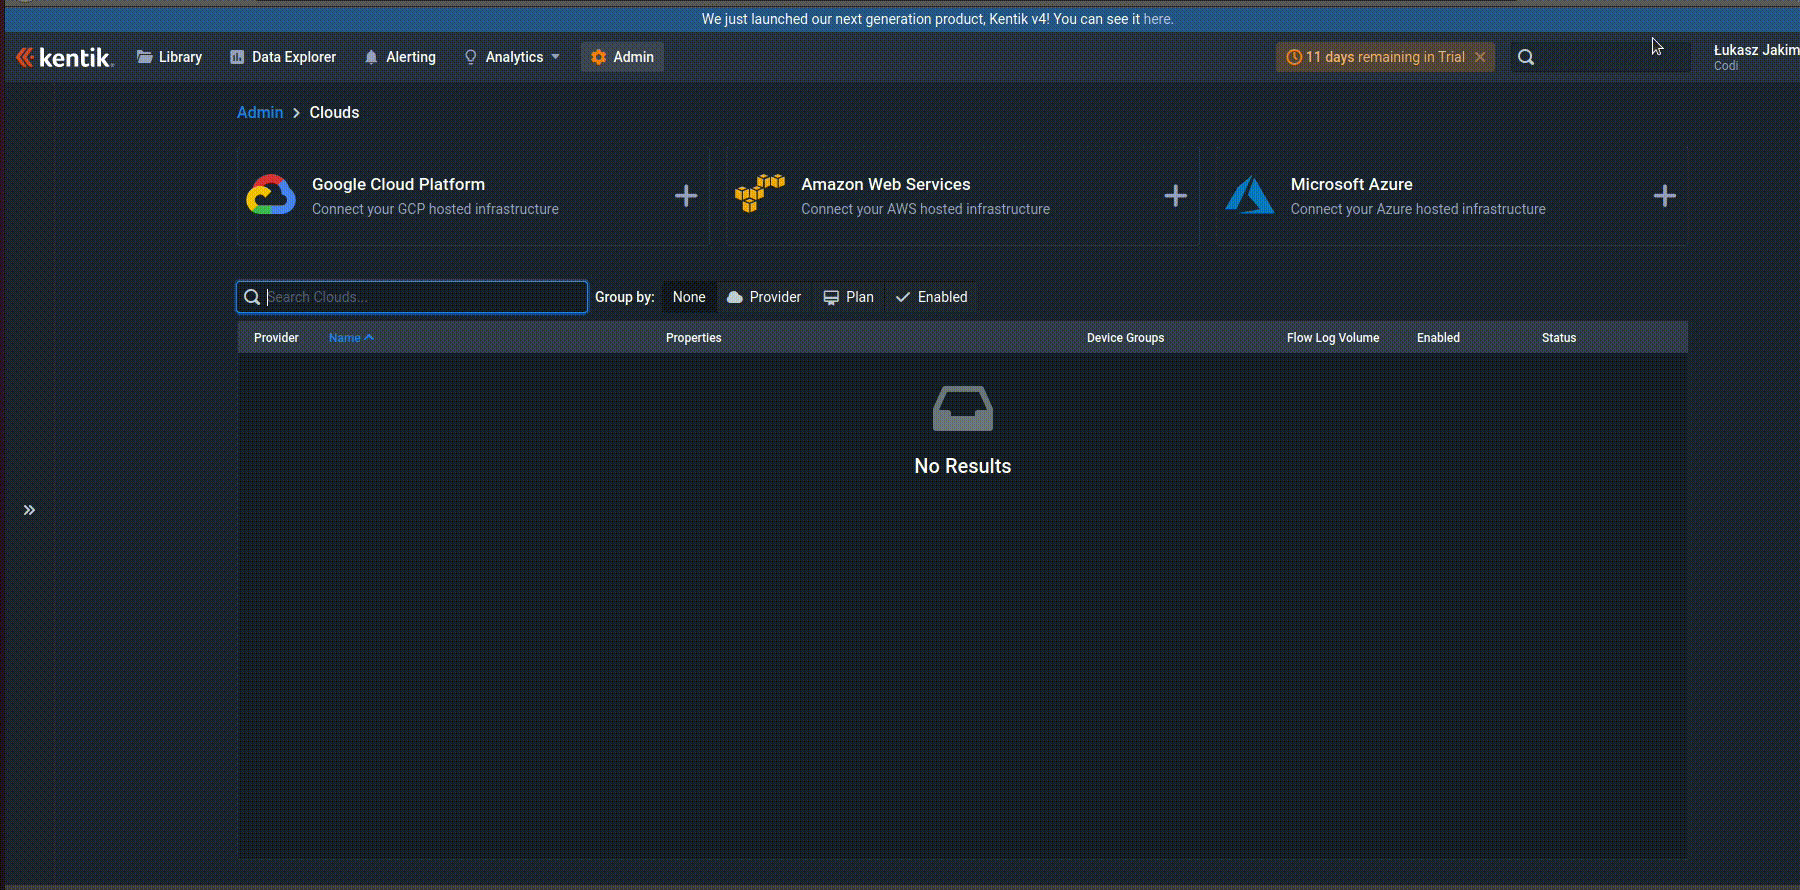 We just launched our next generation product, Kentik v4! You can see it here.
kentik
Library
Data Explorer
Alerting
Analytics
Admin
11 days remaining in Trial
Łukasz Jakim
Codi
Admin > Clouds
Google Cloud Platform
Connect your GCP hosted infrastructure
Amazon Web Services
Connect your AWS hosted infrastructure
Microsoft Azure
Connect your Azure hosted infrastructure
Search Clouds...
Group by: None Provider Plan Enabled
Provider Name Properties Device Groups Flow Log Volume Enabled Status
No Results